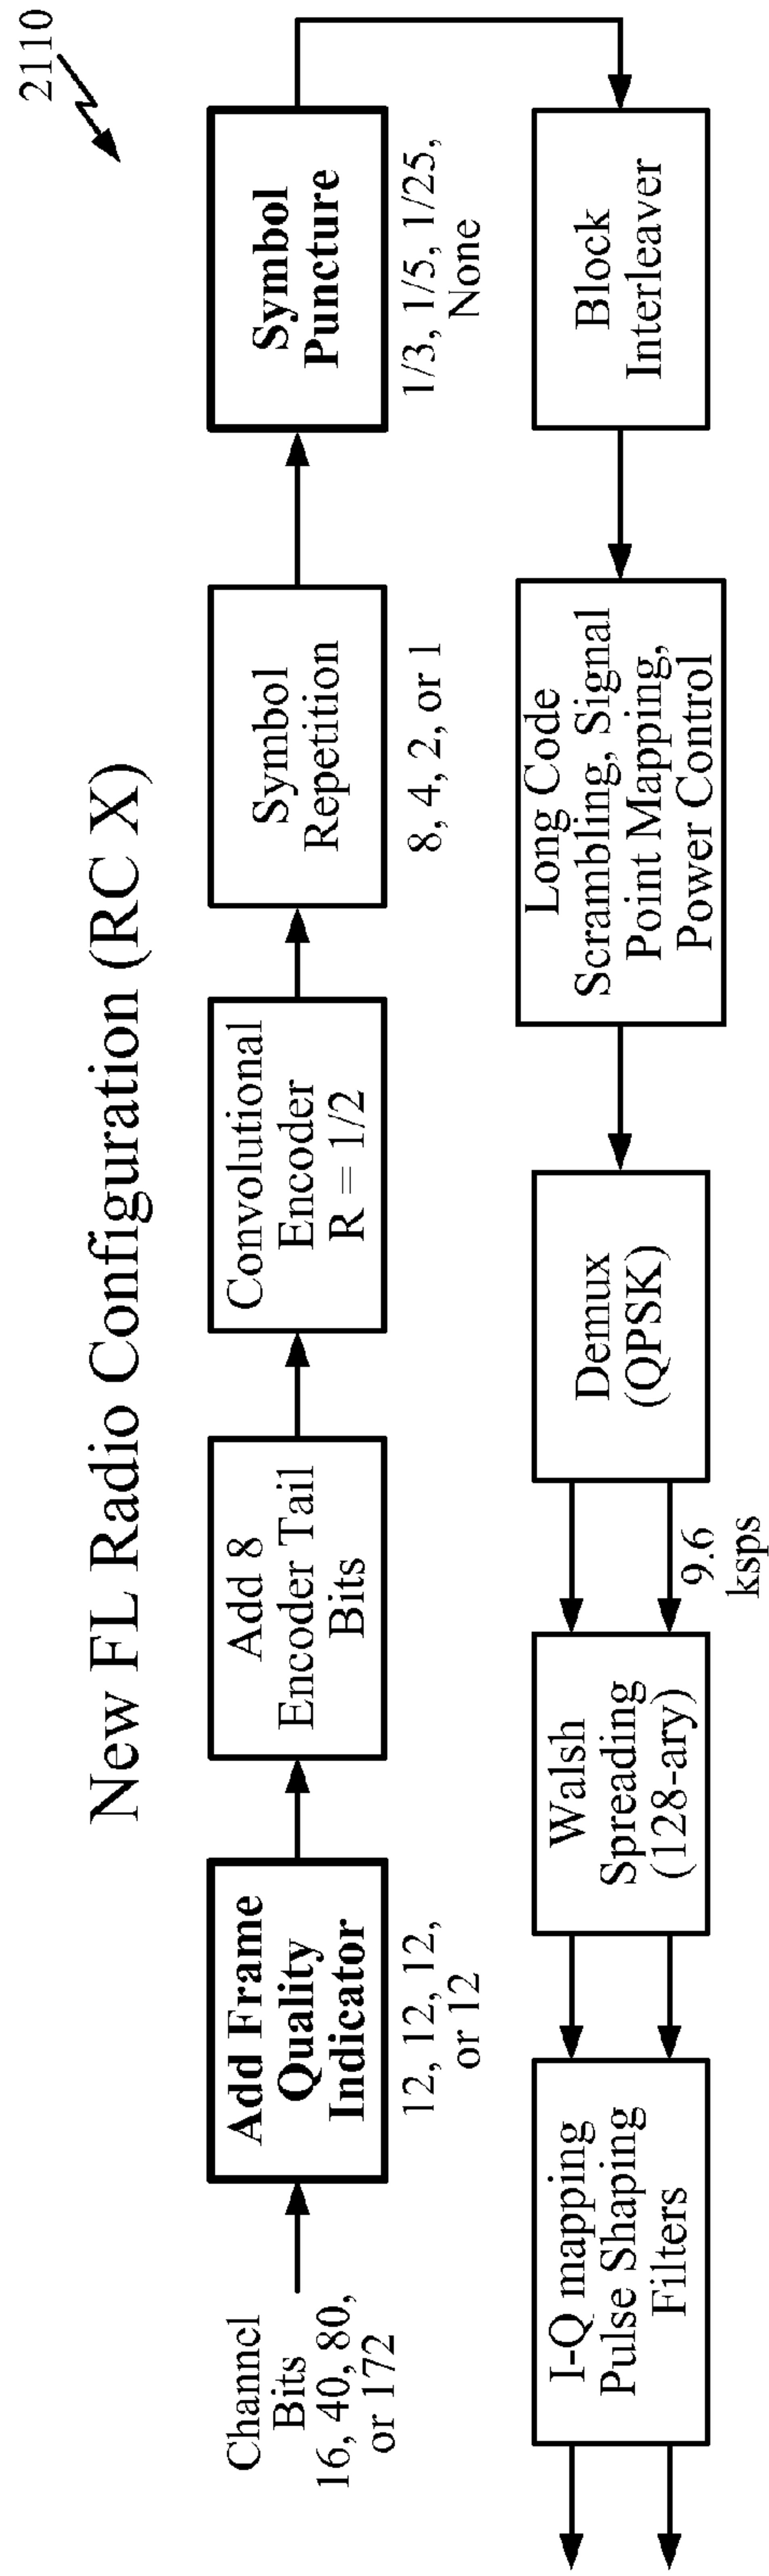 2110
New FL Radio Configuration (RC X)
Channel
Bits
16, 40, 80,
or 172
Add Frame
Quality
Indicator
12, 12, 12,
or 12
Add 8
Encoder Tail
Bits
Convolutional
Encoder
R = 1/2
Symbol
Repetition
8, 4, 2, or 1
Symbol
Puncture
1/3, 1/5, 1/25,
None
Block
Interleaver
Long Code
Scrambling, Signal
Point Mapping,
Power Control
Demux
(QPSK)
9.6
ksps
Walsh
Spreading
(128-ary)
I-Q mapping
Pulse Shaping
Filters